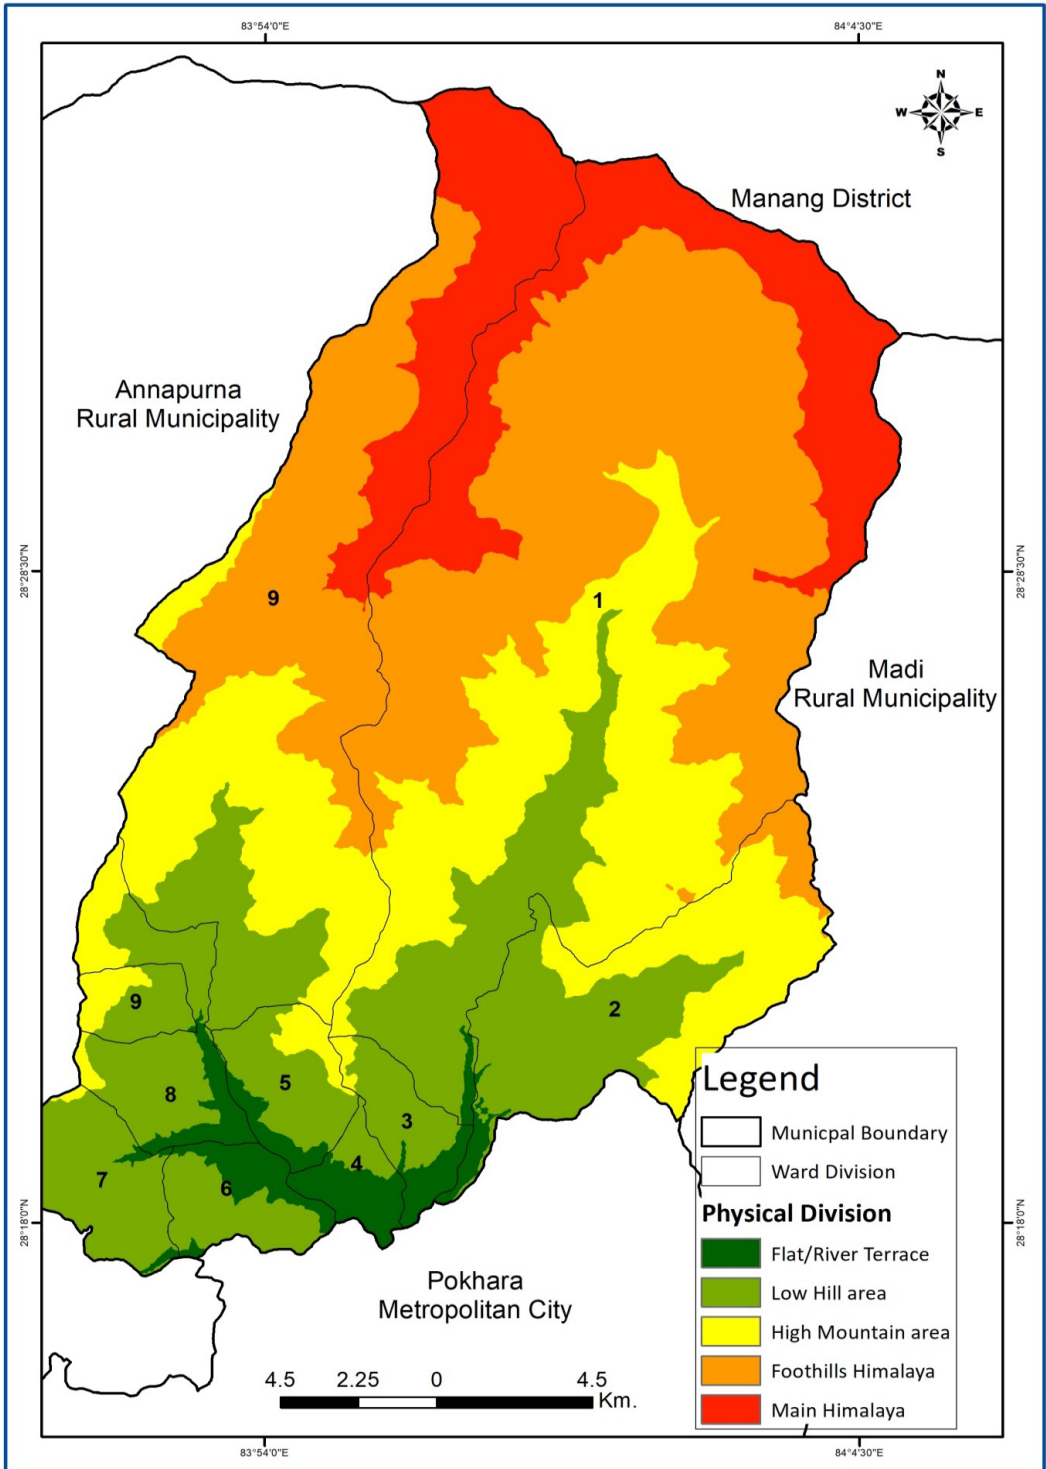 83°54'0"E
84°4'30"E
N
W
E
S
Manang District
Annapurna
Rural Municipality
28°28'30"N
28°28'30"N
9
1
Madi
Rural Municipality
9
2
8
5
3
4
7
6
28°18'0"N
28°18'0"N
Pokhara
Metropolitan City
Legend
Municpal Boundary
Ward Division
Physical Division
Flat/River Terrace
Low Hill area
High Mountain area
Foothills Himalaya
Main Himalaya
4.5 2.25 0 4.5
Km.
83°54'0"E
84°4'30"E